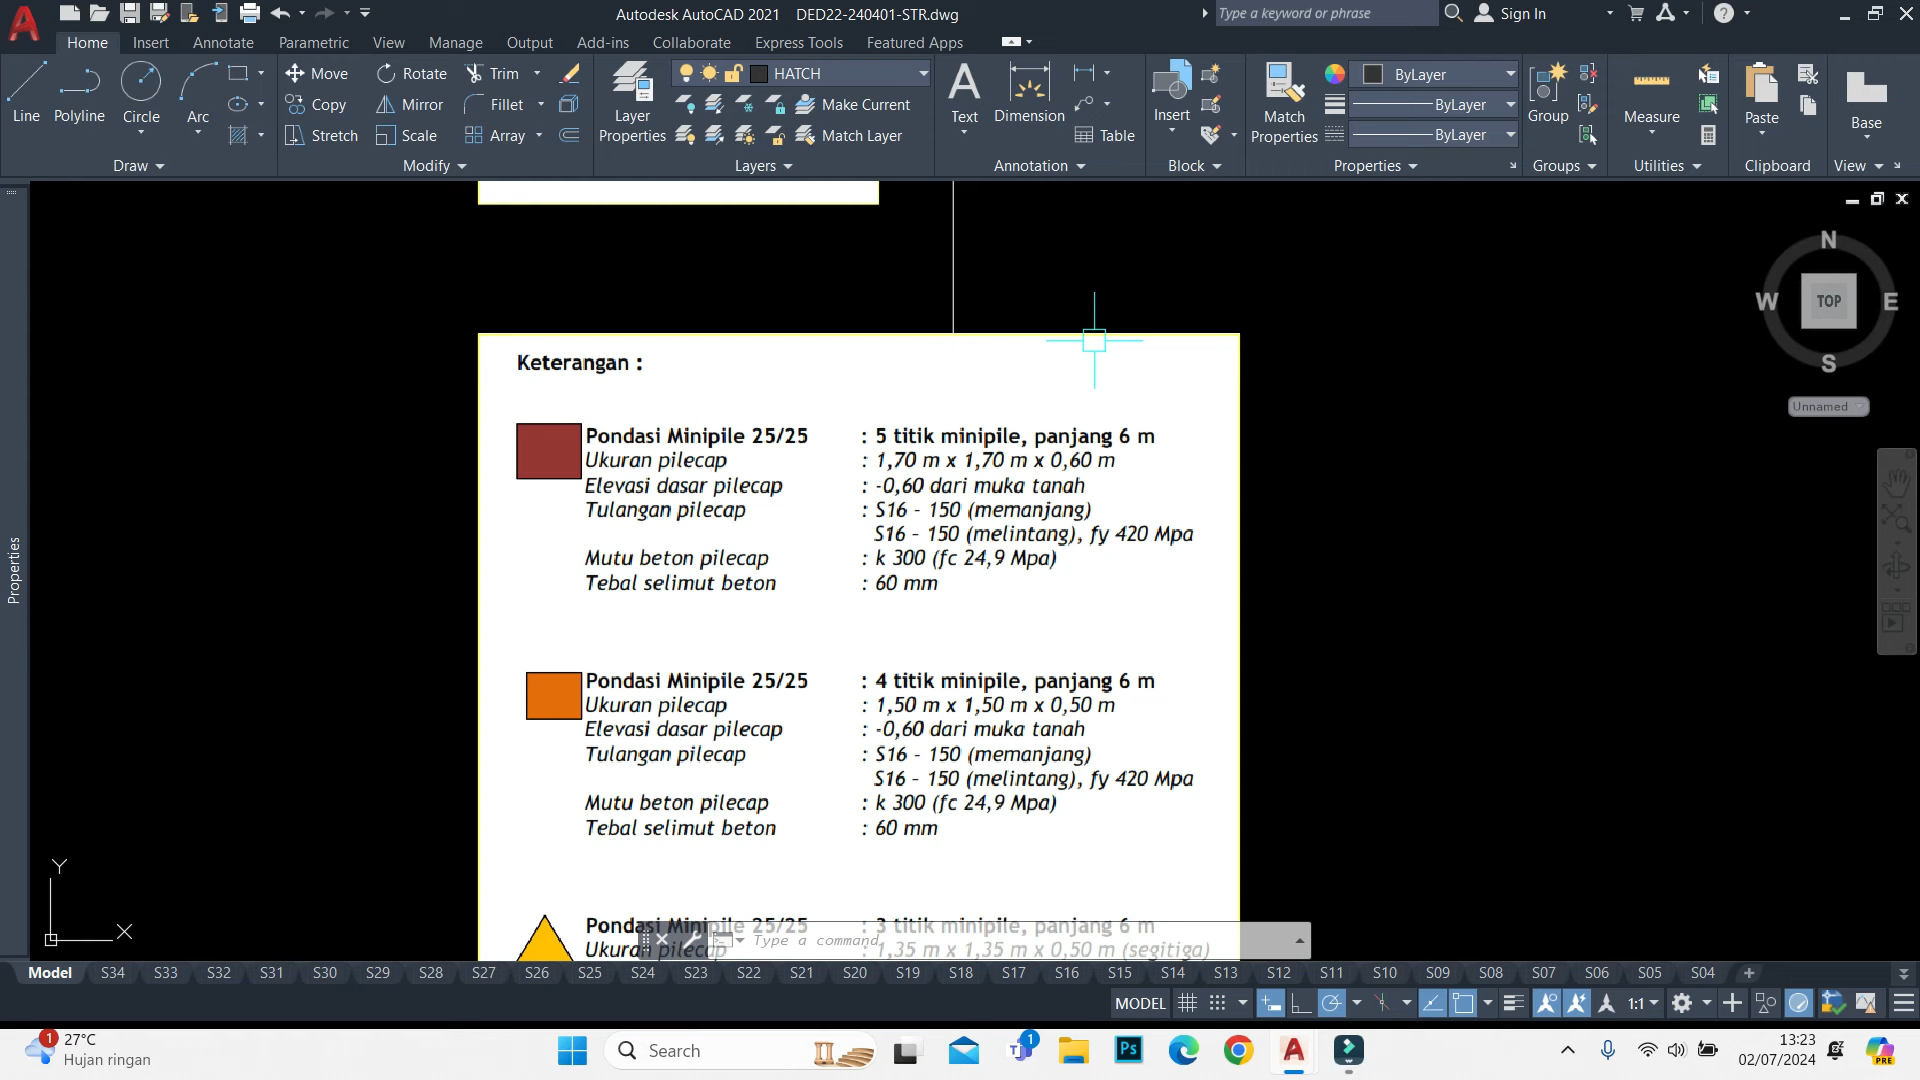 Autodesk AutoCAD 2021 DED22-240401-STR.dwg
Type a keyword or phrase
Sign In
Home Insert Annotate Parametric View Manage Output Add-ins Collaborate Express Tools Featured Apps
Line Polyline Circle Arc
Move Rotate Trim
Copy Mirror Fillet
Stretch Scale Array
Layer Properties
HATCH
Make Current
Match Layer
Text Dimension Table
Insert
Match Properties
ByLayer
ByLayer
ByLayer
Group
Measure
Paste
Base
Draw Modify Layers Annotation Block Properties Groups Utilities Clipboard View
N
W TOP E
S
Unnamed
Properties
Keterangan :
Pondasi Minipile 25/25 : 5 titik minipile, panjang 6 m
Ukuran pilecap : 1,70 m x 1,70 m x 0,60 m
Elevasi dasar pilecap : -0,60 dari muka tanah
Tulangan pilecap : S16 - 150 (memanjang)
S16 - 150 (melintang), fy 420 Mpa
Mutu beton pilecap : k 300 (fc 24,9 Mpa)
Tebal selimut beton : 60 mm
Pondasi Minipile 25/25 : 4 titik minipile, panjang 6 m
Ukuran pilecap : 1,50 m x 1,50 m x 0,50 m
Elevasi dasar pilecap : -0,60 dari muka tanah
Tulangan pilecap : S16 - 150 (memanjang)
S16 - 150 (melintang), fy 420 Mpa
Mutu beton pilecap : k 300 (fc 24,9 Mpa)
Tebal selimut beton : 60 mm
Pondasi Minipile 25/25 : 3 titik minipile, panjang 6 m
Ukuran pilecap : 1,35 m x 1,35 m x 0,50 m (segitiga)
Type a command
Y
X
Model S34 S33 S32 S31 S30 S29 S28 S27 S26 S25 S24 S23 S22 S21 S20 S19 S18 S17 S16 S15 S14 S13 S12 S11 S10 S09 S08 S07 S06 S05 S04
MODEL 1:1
1
27°C
Hujan ringan
Search
1
Ps
13:23
02/07/2024
PRE